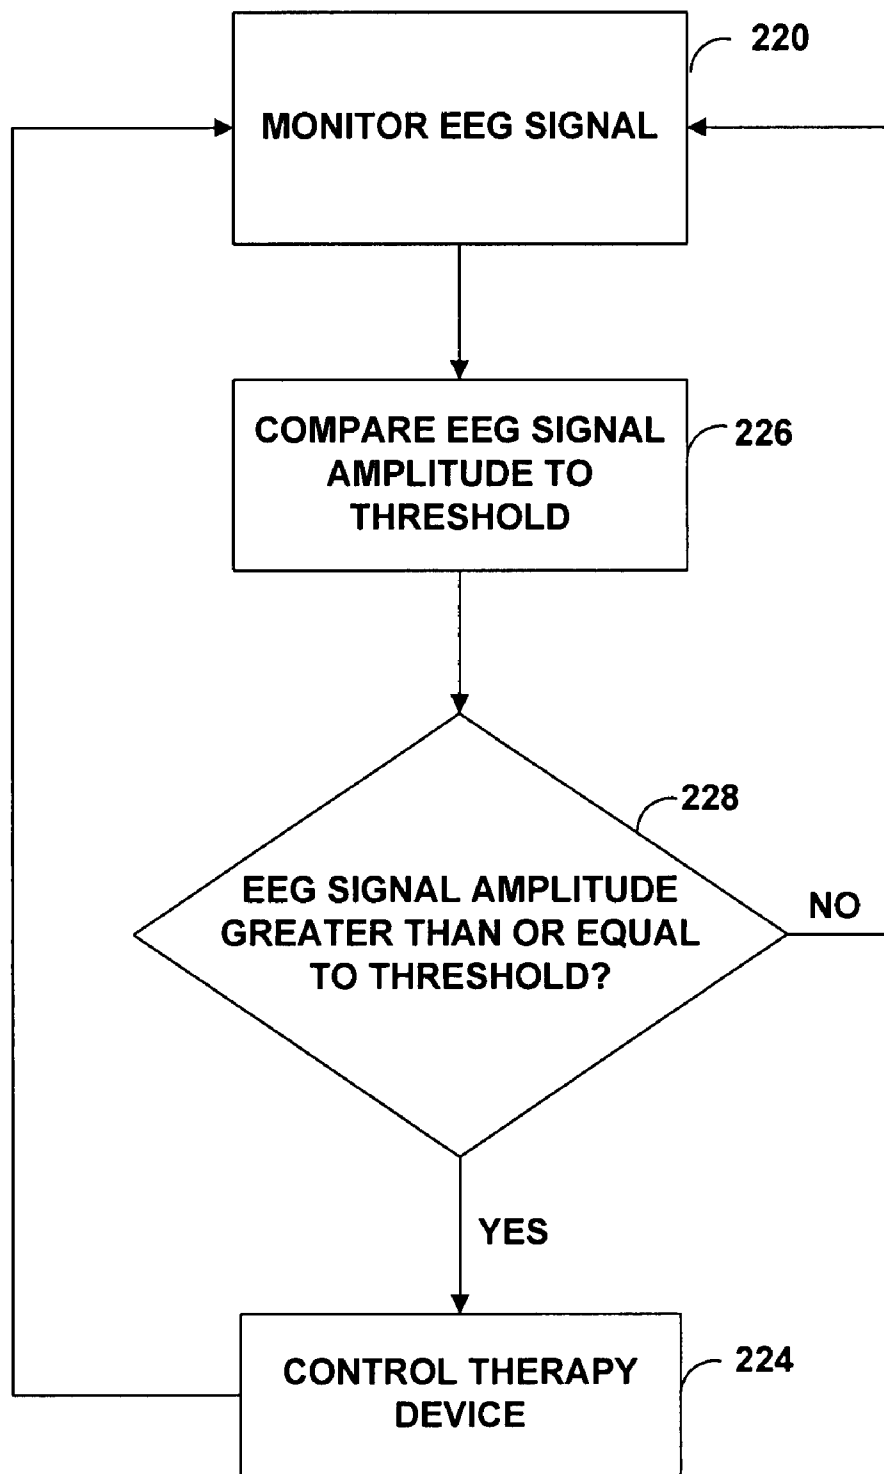 220
MONITOR EEG SIGNAL
COMPARE EEG SIGNAL
AMPLITUDE TO
THRESHOLD
226
228
EEG SIGNAL AMPLITUDE
GREATER THAN OR EQUAL
TO THRESHOLD?
NO
YES
CONTROL THERAPY
DEVICE
224